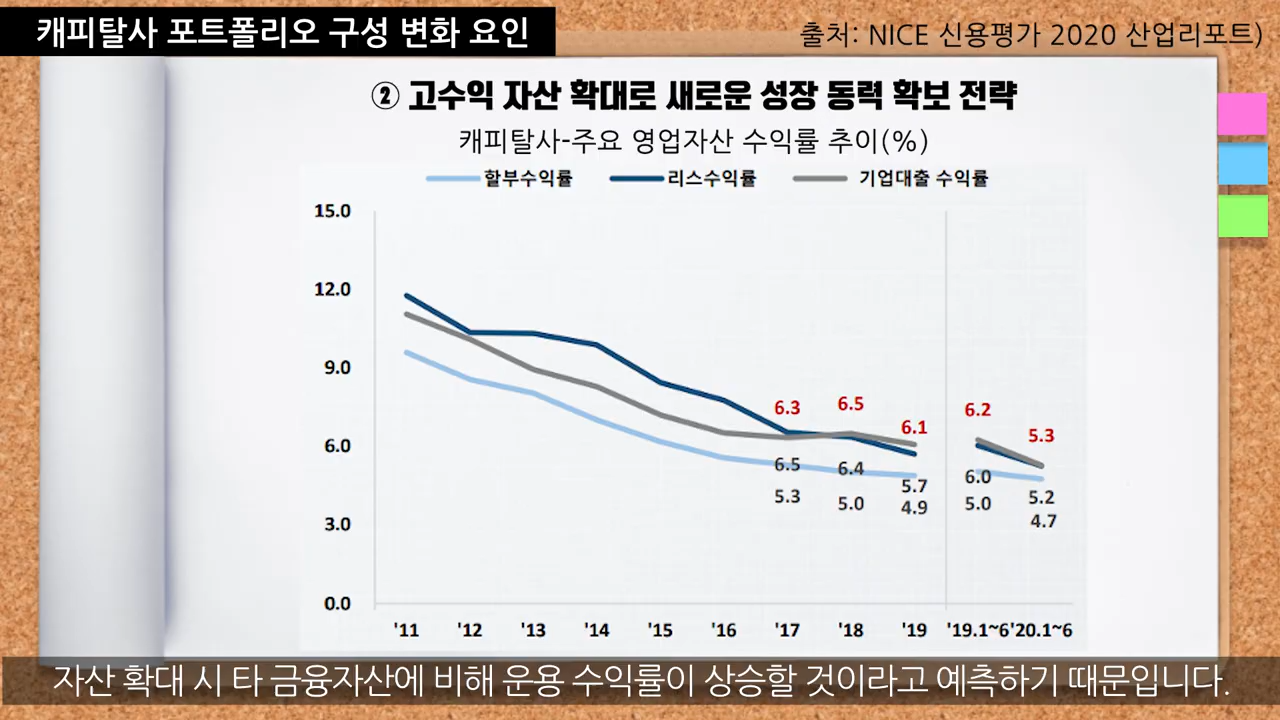 캐피탈사 포트폴리오 구성 변화 요인
출처: NICE 신용평가 2020 산업리포트)
② 고수익 자산 확대로 새로운 성장 동력 확보 전략
캐피탈사-주요 영업자산 수익률 추이(%)
할부수익률 리스수익률 기업대출 수익률
15.0
12.0
9.0
6.0
3.0
0.0
6.3 6.5 6.1 6.2 5.3
6.5 6.4 5.7 6.0 5.2
5.3 5.0 4.9 5.0 4.7
'11 '12 '13 '14 '15 '16 '17 '18 '19 '19.1~6 '20.1~6
자산 확대 시 타 금융자산에 비해 운용 수익률이 상승할 것이라고 예측하기 때문입니다.